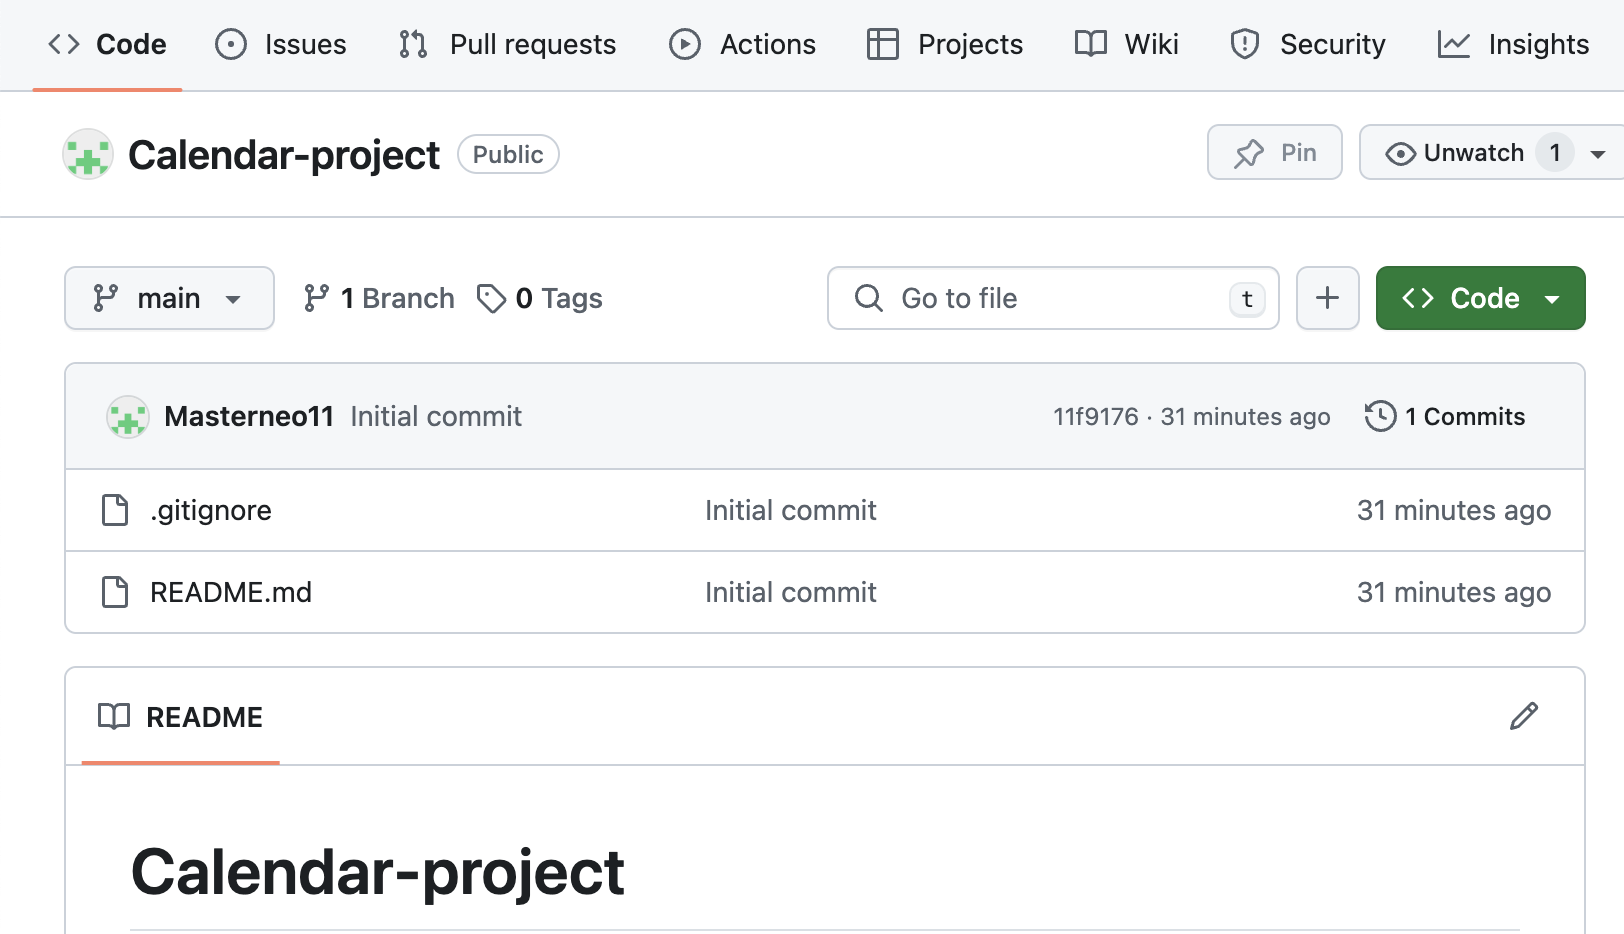 Code Issues Pull requests Actions Projects Wiki Security Insights
Calendar-project Public Pin Unwatch 1
main 1 Branch 0 Tags Go to file t + Code
Masterneo11 Initial commit 11f9176 · 31 minutes ago 1 Commits
.gitignore Initial commit 31 minutes ago
README.md Initial commit 31 minutes ago
README
Calendar-project